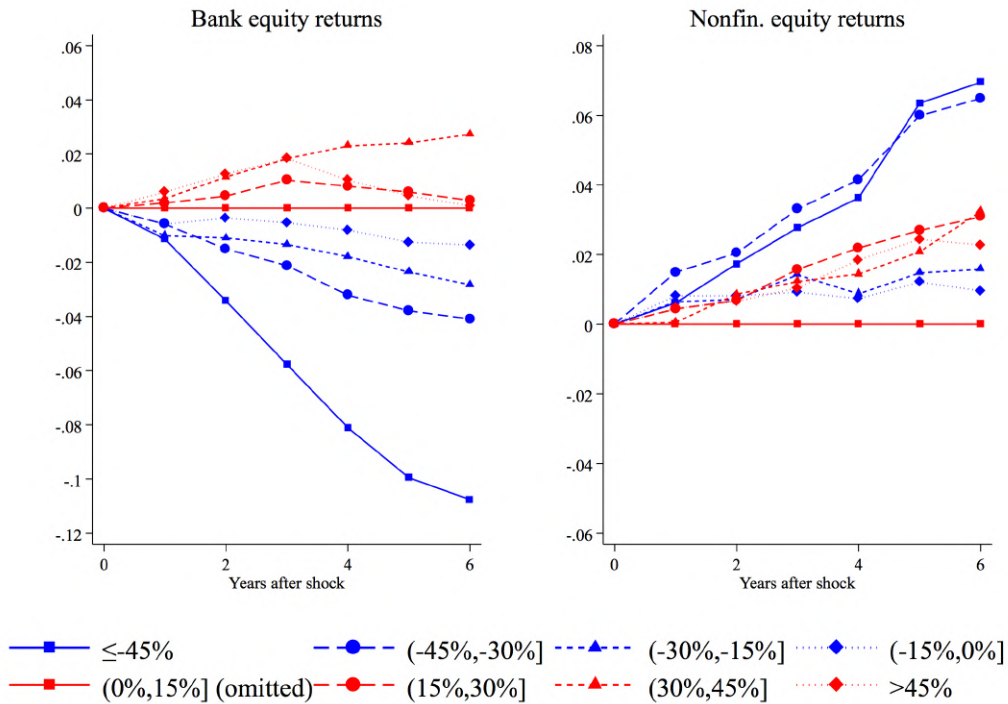 Bank equity returns
.06
.04
.02
0
-.02
-.04
-.06
-.08
-.1
-.12
0 2 4 6
Years after shock
Nonfin. equity returns
.08
.06
.04
.02
0
-.02
-.04
-.06
0 2 4 6
Years after shock
≤-45% (-45%,-30%] (-30%,-15%] (-15%,0%]
(0%,15%] (omitted) (15%,30%] (30%,45%] >45%